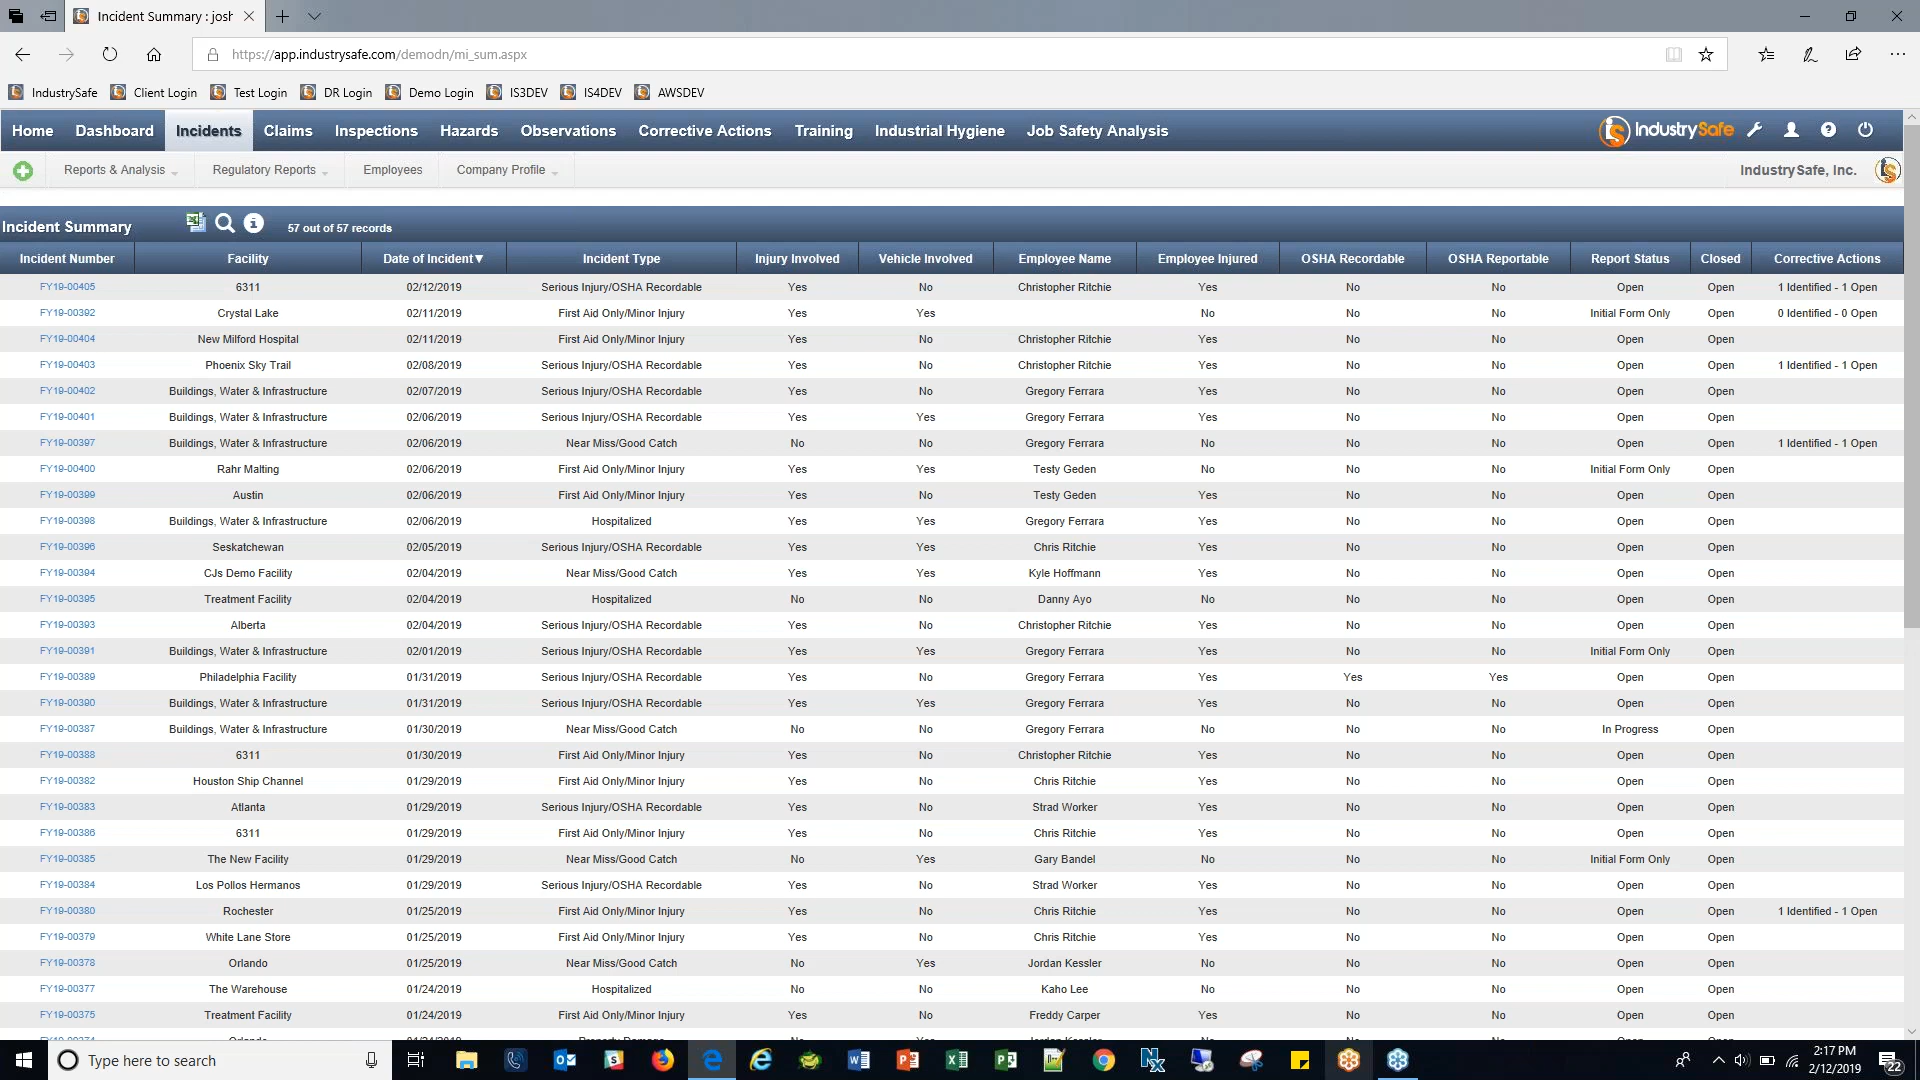 Incident Summary : josh
https://app.industrysafe.com/demodn/mi_sum.aspx
IndustrySafe Client Login Test Login DR Login Demo Login IS3DEV IS4DEV AWSDEV
Home Dashboard Incidents Claims Inspections Hazards Observations Corrective Actions Training Industrial Hygiene Job Safety Analysis IndustrySafe
Reports & Analysis Regulatory Reports Employees Company Profile IndustrySafe, Inc.
Incident Summary 57 out of 57 records
Incident Number Facility Date of Incident▼ Incident Type Injury Involved Vehicle Involved Employee Name Employee Injured OSHA Recordable OSHA Reportable Report Status Closed Corrective Actions
FY19-00405 6311 02/12/2019 Serious Injury/OSHA Recordable Yes No Christopher Ritchie Yes No No Open Open 1 Identified - 1 Open
FY19-00392 Crystal Lake 02/11/2019 First Aid Only/Minor Injury Yes Yes No No No Initial Form Only Open 0 Identified - 0 Open
FY19-00404 New Milford Hospital 02/11/2019 First Aid Only/Minor Injury Yes No Christopher Ritchie Yes No No Open Open
FY19-00403 Phoenix Sky Trail 02/08/2019 Serious Injury/OSHA Recordable Yes No Christopher Ritchie Yes No No Open Open 1 Identified - 1 Open
FY19-00402 Buildings, Water & Infrastructure 02/07/2019 Serious Injury/OSHA Recordable Yes No Gregory Ferrara Yes No No Open Open
FY19-00401 Buildings, Water & Infrastructure 02/06/2019 Serious Injury/OSHA Recordable Yes Yes Gregory Ferrara Yes No No Open Open
FY19-00397 Buildings, Water & Infrastructure 02/06/2019 Near Miss/Good Catch No No Gregory Ferrara No No No Open Open 1 Identified - 1 Open
FY19-00400 Rahr Malting 02/06/2019 First Aid Only/Minor Injury Yes Yes Testy Geden No No No Initial Form Only Open
FY19-00399 Austin 02/06/2019 First Aid Only/Minor Injury Yes No Testy Geden Yes No No Open Open
FY19-00398 Buildings, Water & Infrastructure 02/06/2019 Hospitalized Yes Yes Gregory Ferrara Yes No No Open Open
FY19-00396 Seskatchewan 02/05/2019 Serious Injury/OSHA Recordable Yes Yes Chris Ritchie Yes No No Open Open
FY19-00394 CJs Demo Facility 02/04/2019 Near Miss/Good Catch Yes Yes Kyle Hoffmann Yes No No Open Open
FY19-00395 Treatment Facility 02/04/2019 Hospitalized No No Danny Ayo No No No Open Open
FY19-00393 Alberta 02/04/2019 Serious Injury/OSHA Recordable Yes No Christopher Ritchie Yes No No Open Open
FY19-00391 Buildings, Water & Infrastructure 02/01/2019 Serious Injury/OSHA Recordable Yes Yes Gregory Ferrara Yes No No Initial Form Only Open
FY19-00389 Philadelphia Facility 01/31/2019 Serious Injury/OSHA Recordable Yes No Gregory Ferrara Yes Yes Yes Open Open
FY19-00390 Buildings, Water & Infrastructure 01/31/2019 Serious Injury/OSHA Recordable Yes Yes Gregory Ferrara Yes No No Open Open
FY19-00387 Buildings, Water & Infrastructure 01/30/2019 Near Miss/Good Catch No No Gregory Ferrara No No No In Progress Open
FY19-00388 6311 01/30/2019 First Aid Only/Minor Injury Yes No Christopher Ritchie Yes No No Open Open
FY19-00382 Houston Ship Channel 01/29/2019 First Aid Only/Minor Injury Yes No Chris Ritchie Yes No No Open Open
FY19-00383 Atlanta 01/29/2019 Serious Injury/OSHA Recordable Yes No Strad Worker Yes No No Open Open
FY19-00386 6311 01/29/2019 First Aid Only/Minor Injury Yes No Chris Ritchie Yes No No Open Open
FY19-00385 The New Facility 01/29/2019 Near Miss/Good Catch No Yes Gary Bandel No No No Initial Form Only Open
FY19-00384 Los Pollos Hermanos 01/29/2019 Serious Injury/OSHA Recordable Yes No Strad Worker Yes No No Open Open
FY19-00380 Rochester 01/25/2019 First Aid Only/Minor Injury Yes No Chris Ritchie Yes No No Open Open 1 Identified - 1 Open
FY19-00379 White Lane Store 01/25/2019 First Aid Only/Minor Injury Yes No Chris Ritchie Yes No No Open Open
FY19-00378 Orlando 01/25/2019 Near Miss/Good Catch No Yes Jordan Kessler No No No Open Open
FY19-00377 The Warehouse 01/24/2019 Hospitalized No No Kaho Lee No No No Open Open
FY19-00375 Treatment Facility 01/24/2019 First Aid Only/Minor Injury Yes No Freddy Carper Yes No No Open Open
Type here to search 2:17 PM
2/12/2019 22